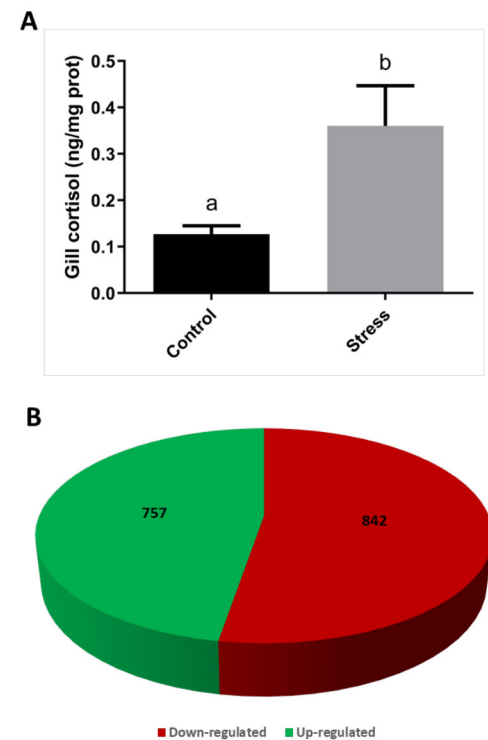 A
Gill cortisol (ng/mg prot)
0.5
0.4
0.3
0.2
0.1
0.0
a
b
Control
Stress
B
757
842
Down-regulated
Up-regulated